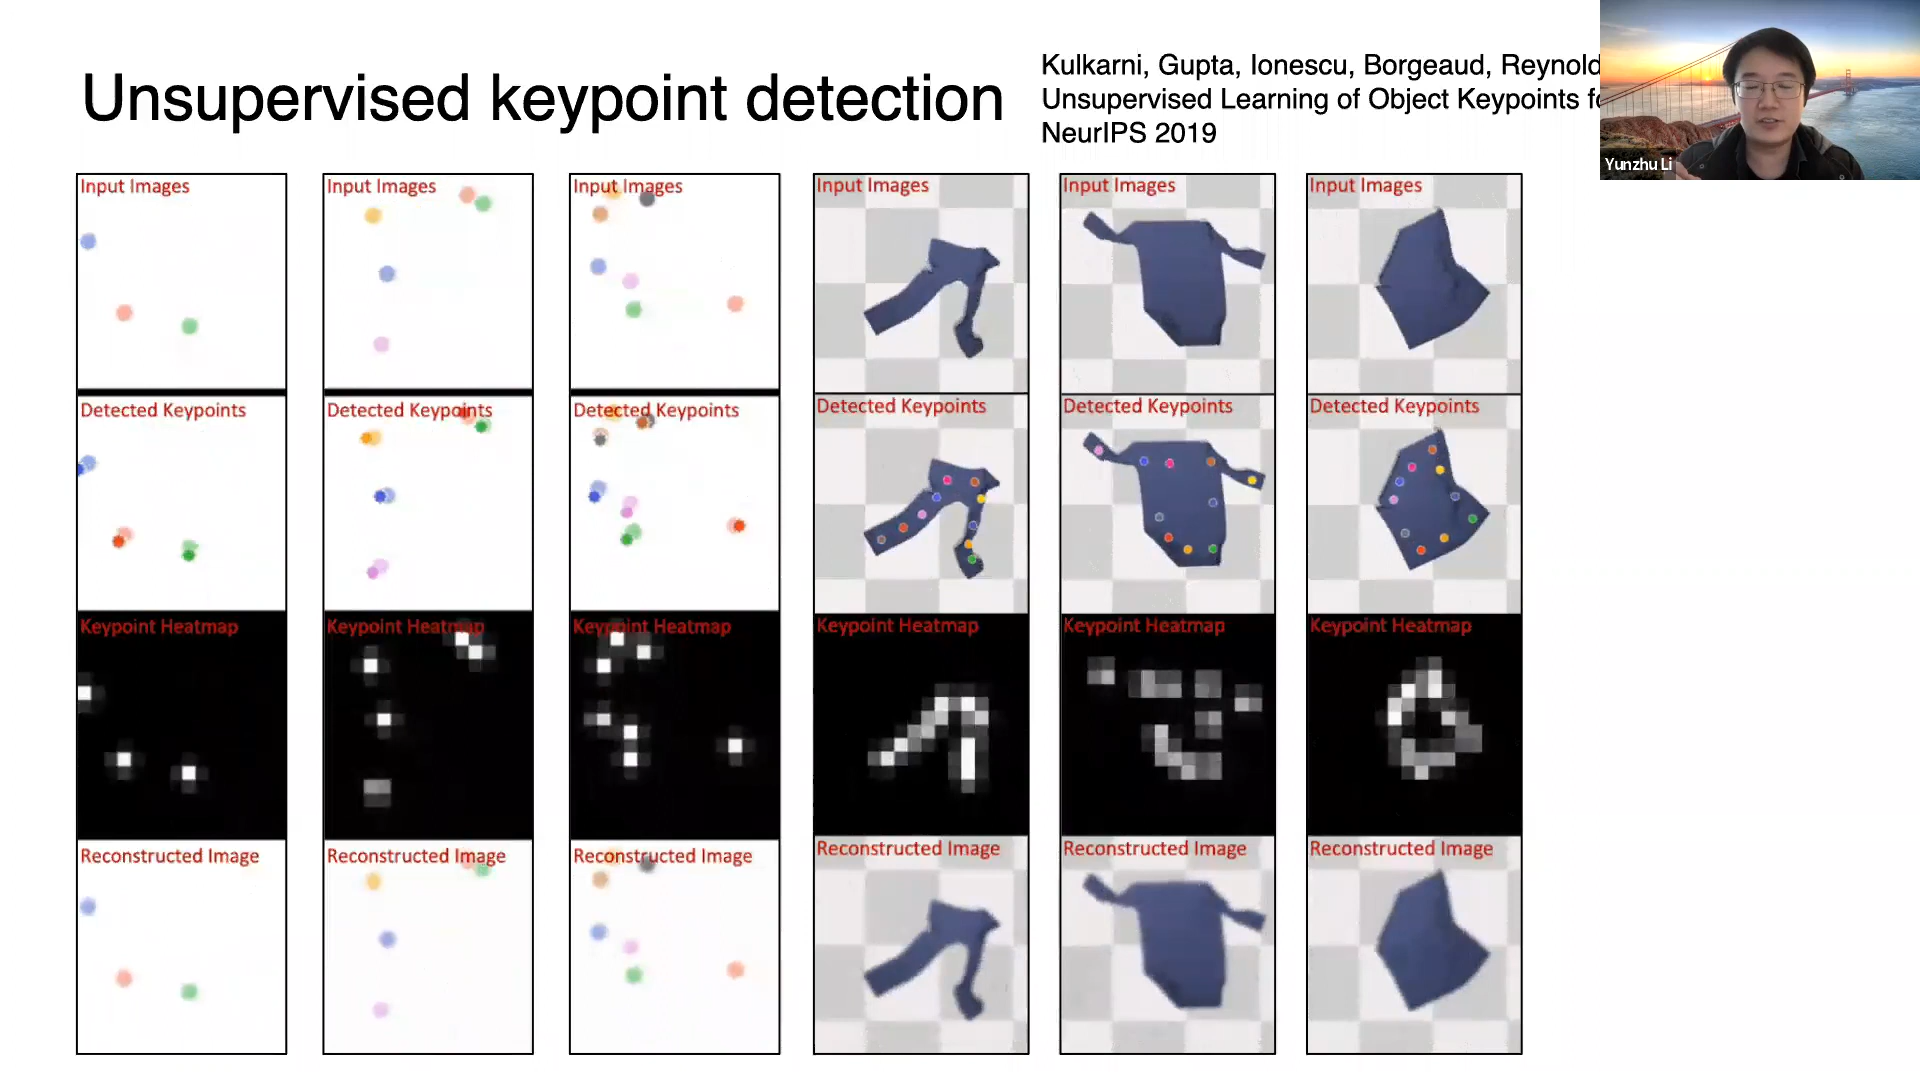 Unsupervised keypoint detection
Kulkarni, Gupta, Ionescu, Borgeaud, Reynold
Unsupervised Learning of Object Keypoints
NeurIPS 2019
Yunzhu Li
Input Images
Input Images
Input Images
Input Images
Input Images
Input Images
Detected Keypoints
Detected Keypoints
Detected Keypoints
Detected Keypoints
Detected Keypoints
Detected Keypoints
Keypoint Heatmap
Keypoint Heatmap
Keypoint Heatmap
Keypoint Heatmap
Keypoint Heatmap
Keypoint Heatmap
Reconstructed Image
Reconstructed Image
Reconstructed Image
Reconstructed Image
Reconstructed Image
Reconstructed Image